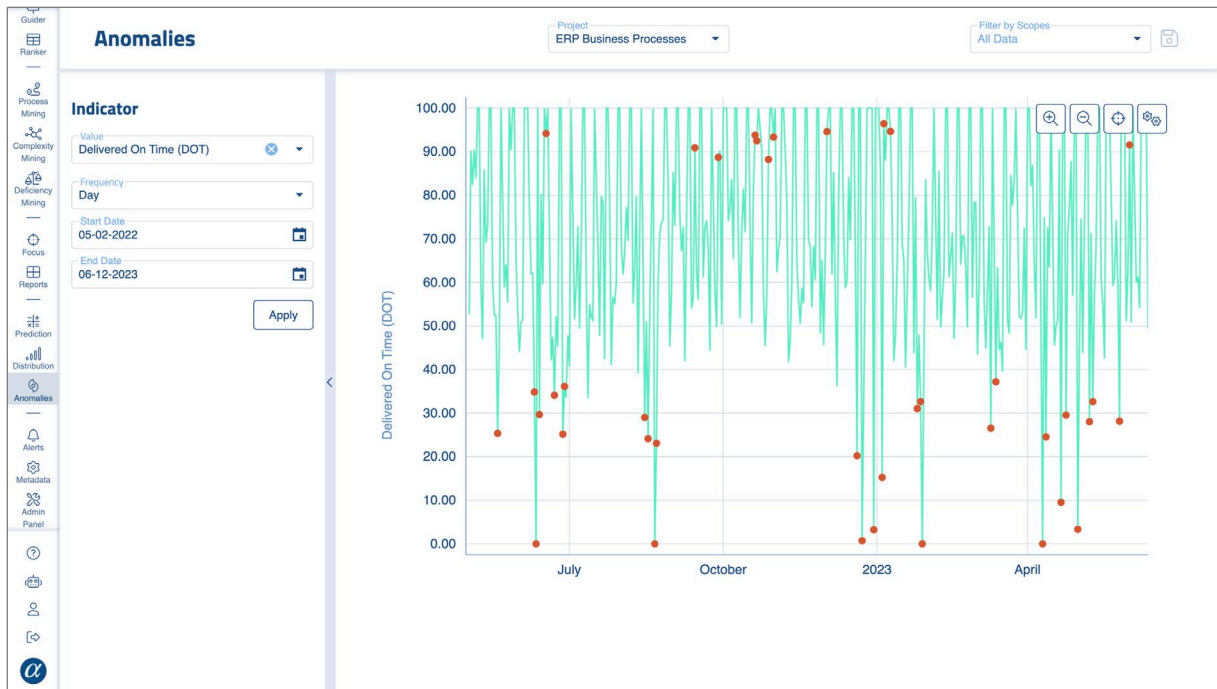 Guider
Ranker
Process
Mining
Complexity
Mining
Deficiency
Mining
Focus
Reports
Prediction
Distribution
Anomalies
Alerts
Metadata
Admin
Panel
α
Anomalies
Project
ERP Business Processes
Filter by Scopes
All Data
Indicator
Value
Delivered On Time (DOT)
Frequency
Day
Start Date
05-02-2022
End Date
06-12-2023
Apply
Delivered On Time (DOT)
100.00
90.00
80.00
70.00
60.00
50.00
40.00
30.00
20.00
10.00
0.00
July
October
2023
April